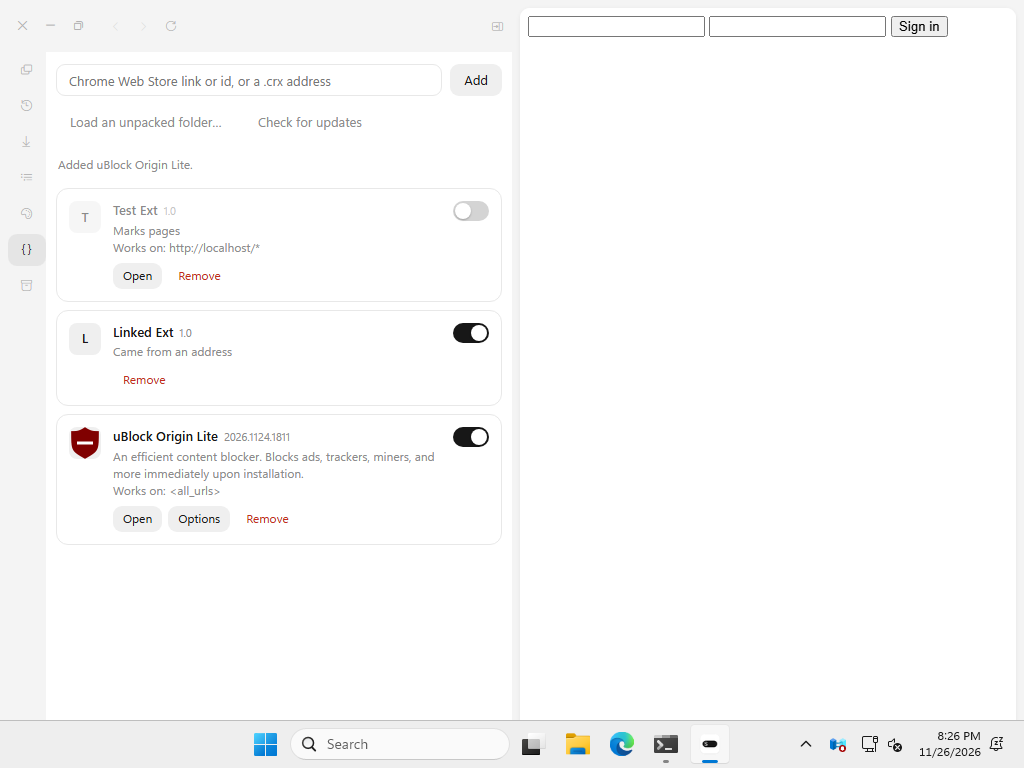 Sign in
Chrome Web Store link or id, or a .crx address
Add
Load an unpacked folder...
Check for updates
Added uBlock Origin Lite.
T
Test Ext 1.0
Marks pages
Works on: http://localhost/*
Open
Remove
{}
L
Linked Ext 1.0
Came from an address
Remove
uBlock Origin Lite 2026.1124.1811
An efficient content blocker. Blocks ads, trackers, miners, and
more immediately upon installation.
Works on: <all_urls>
Open
Options
Remove
Search
8:26 PM
11/26/2026